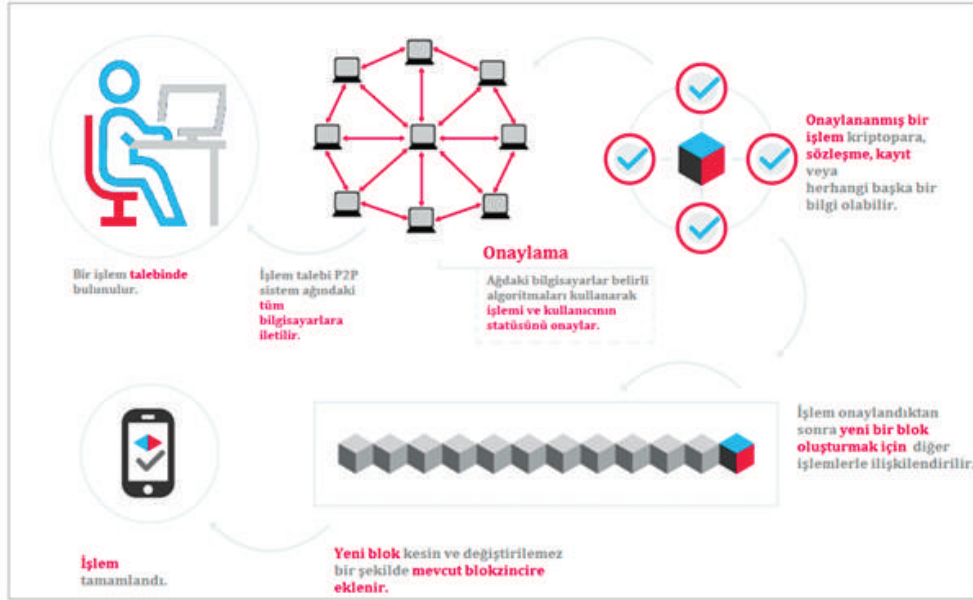 Bir işlem talebinde
bulunulur.
İşlem talebi P2P
sistem ağındaki
tüm
bilgisayarlara
iletilir.
Onaylama
Ağdaki bilgisayarlar belirli
algoritmaları kullanarak
işlemi ve kullanıcının
statüsünü onaylar.
Onaylananmış bir
işlem kriptopara,
sözleşme, kayıt
veya
herhangi başka bir
bilgi olabilir.
İşlem onaylandıktan
sonra yeni bir blok
oluşturmak için diğer
işlemlerle ilişkilendirilir.
Yeni blok kesin ve değiştirilemez
bir şekilde mevcut blokzincire
eklenir.
İşlem
tamamlandı.